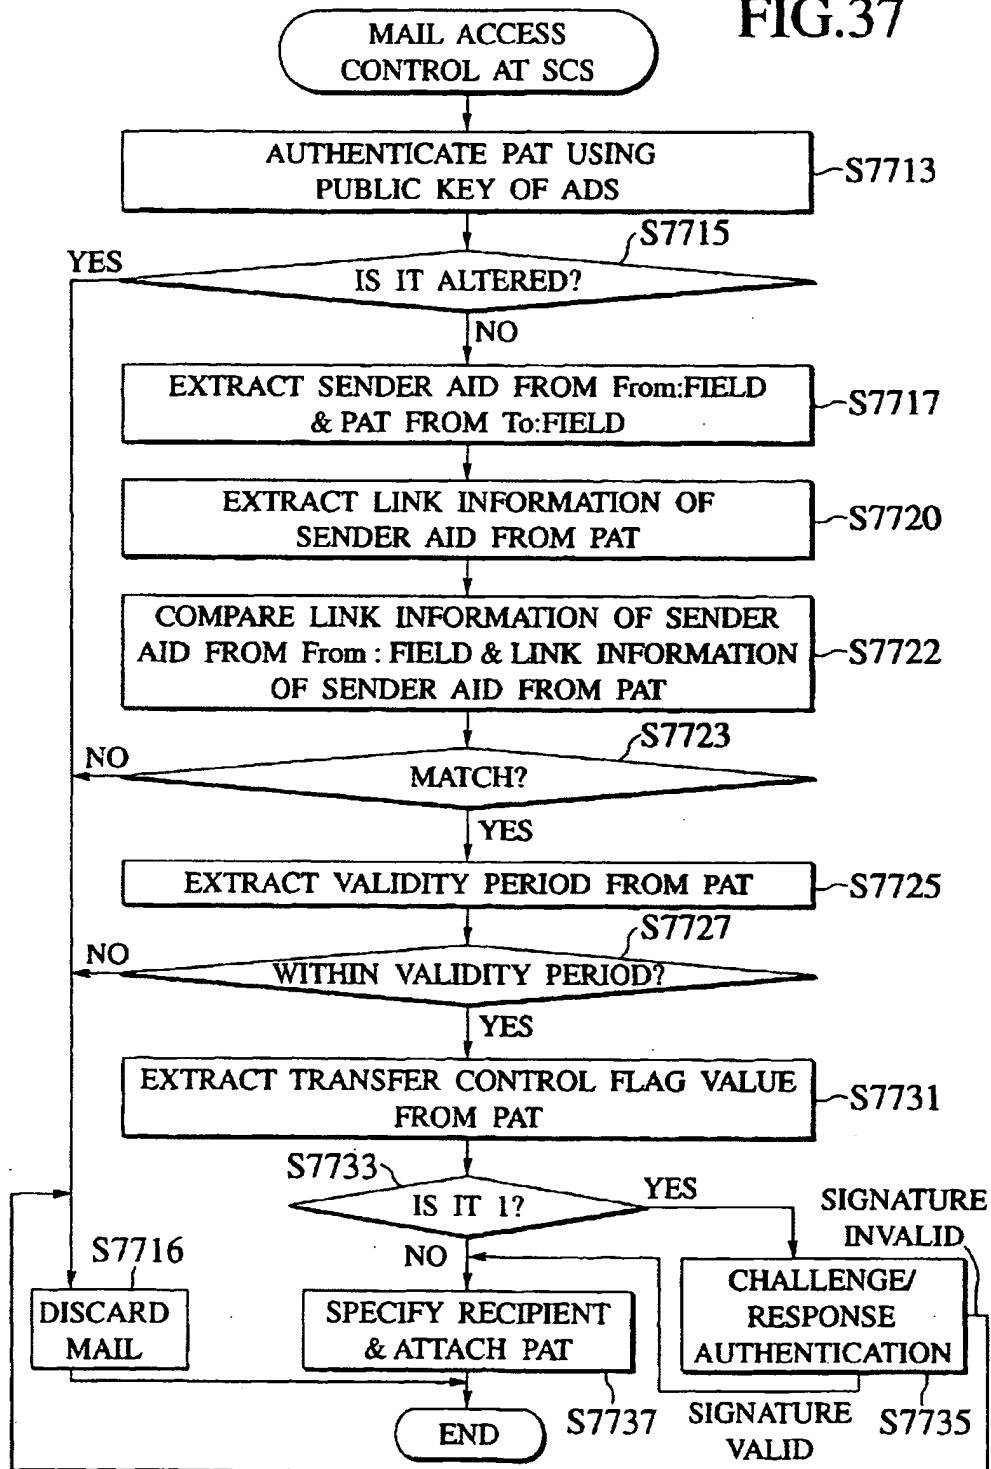 FIG.37
MAIL ACCESS
CONTROL AT SCS
AUTHENTICATE PAT USING
PUBLIC KEY OF ADS
S7713
S7715
YES
IS IT ALTERED?
NO
EXTRACT SENDER AID FROM From:FIELD
& PAT FROM To:FIELD
S7717
EXTRACT LINK INFORMATION OF
SENDER AID FROM PAT
S7720
COMPARE LINK INFORMATION OF SENDER
AID FROM From : FIELD & LINK INFORMATION
OF SENDER AID FROM PAT
S7722
S7723
NO
MATCH?
YES
EXTRACT VALIDITY PERIOD FROM PAT
S7725
S7727
NO
WITHIN VALIDITY PERIOD?
YES
EXTRACT TRANSFER CONTROL FLAG VALUE
FROM PAT
S7731
S7733
IS IT 1?
YES
NO
SIGNATURE
INVALID
S7716
DISCARD
MAIL
SPECIFY RECIPIENT
& ATTACH PAT
S7737
CHALLENGE/
RESPONSE
AUTHENTICATION
S7735
SIGNATURE
VALID
END